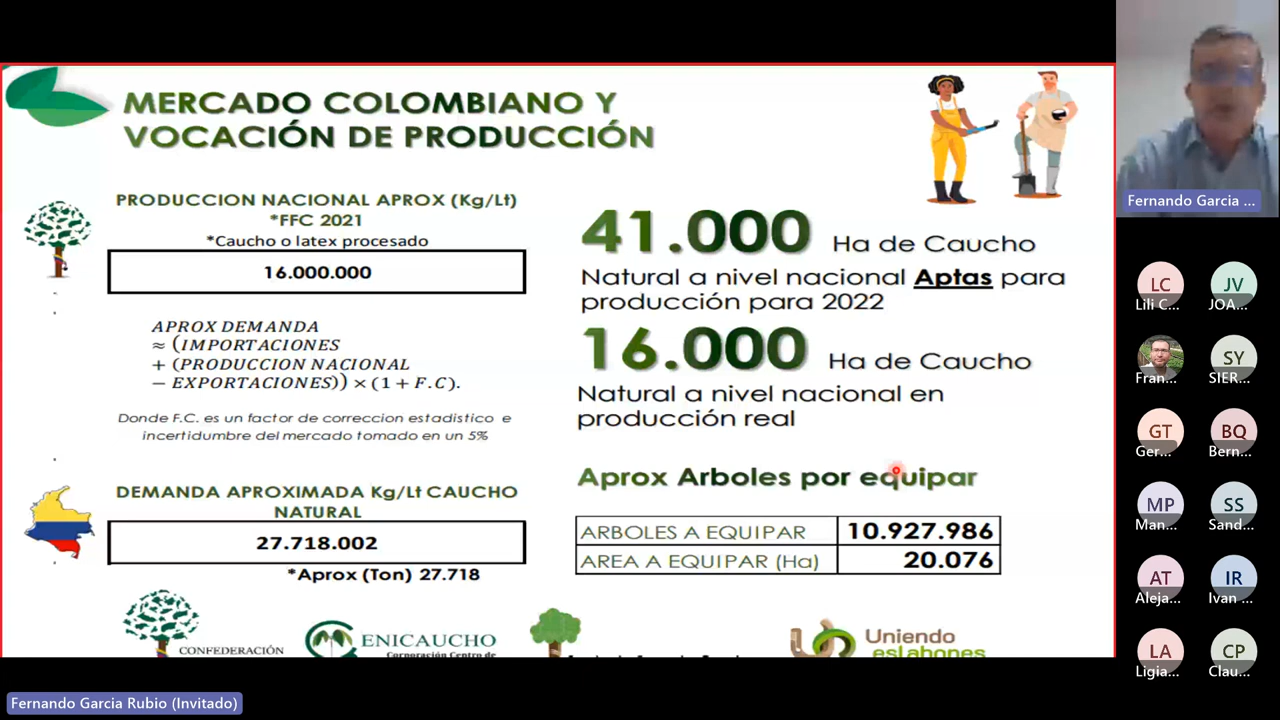 MERCADO COLOMBIANO Y
VOCACIÓN DE PRODUCCIÓN
PRODUCCION NACIONAL APROX (Kg/Lt)
*FFC 2021
*Caucho o latex procesado
16.000.000
APROX DEMANDA
≈ (IMPORTACIONES
+ (PRODUCCION NACIONAL
− EXPORTACIONES)) × (1 + F.C).
Donde F.C. es un factor de correccion estadistico e
incertidumbre del mercado tomado en un 5%
DEMANDA APROXIMADA Kg/Lt CAUCHO
NATURAL
27.718.002
*Aprox (Ton) 27.718
41.000 Ha de Caucho
Natural a nivel nacional Aptas para
producción para 2022
16.000 Ha de Caucho
Natural a nivel nacional en
producción real
Aprox Arboles por equipar
ARBOLES A EQUIPAR 10.927.986
AREA A EQUIPAR (Ha) 20.076
CONFEDERACIÓN
ENICAUCHO
Corporación Centro de
Uniendo
eslabones
Fernando Garcia ...
LC
Lili C...
JV
JOA...
Fran...
SY
SIER...
GT
Ger...
BQ
Bern...
MP
Man...
SS
Sand...
AT
Aleja...
IR
Ivan ...
LA
Ligia...
CP
Clau...
Fernando Garcia Rubio (Invitado)